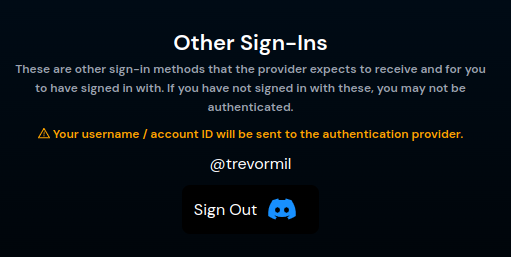 Other Sign-Ins
These are other sign-in methods that the provider expects to receive and for you
to have signed in with. If you have not signed in with these, you may not be
authenticated.
⚠ Your username / account ID will be sent to the authentication provider.
@trevormil
Sign Out